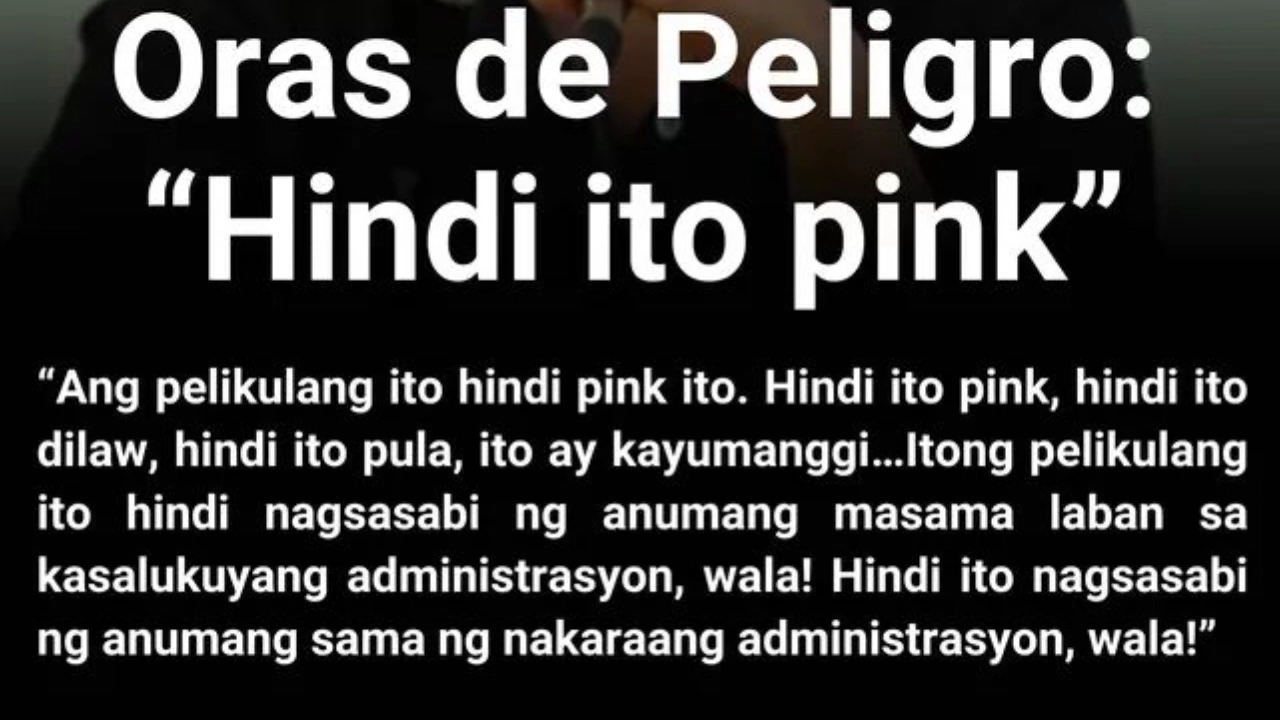 Oras de Peligro:
“Hindi ito pink”
“Ang pelikulang ito hindi pink ito. Hindi ito pink, hindi ito
dilaw, hindi ito pula, ito ay kayumanggi...Itong pelikulang
ito hindi nagsasabi ng anumang masama laban sa
kasalukuyang administrasyon, wala! Hindi ito nagsasabi
ng anumang sama ng nakaraang administrasyon, wala!”